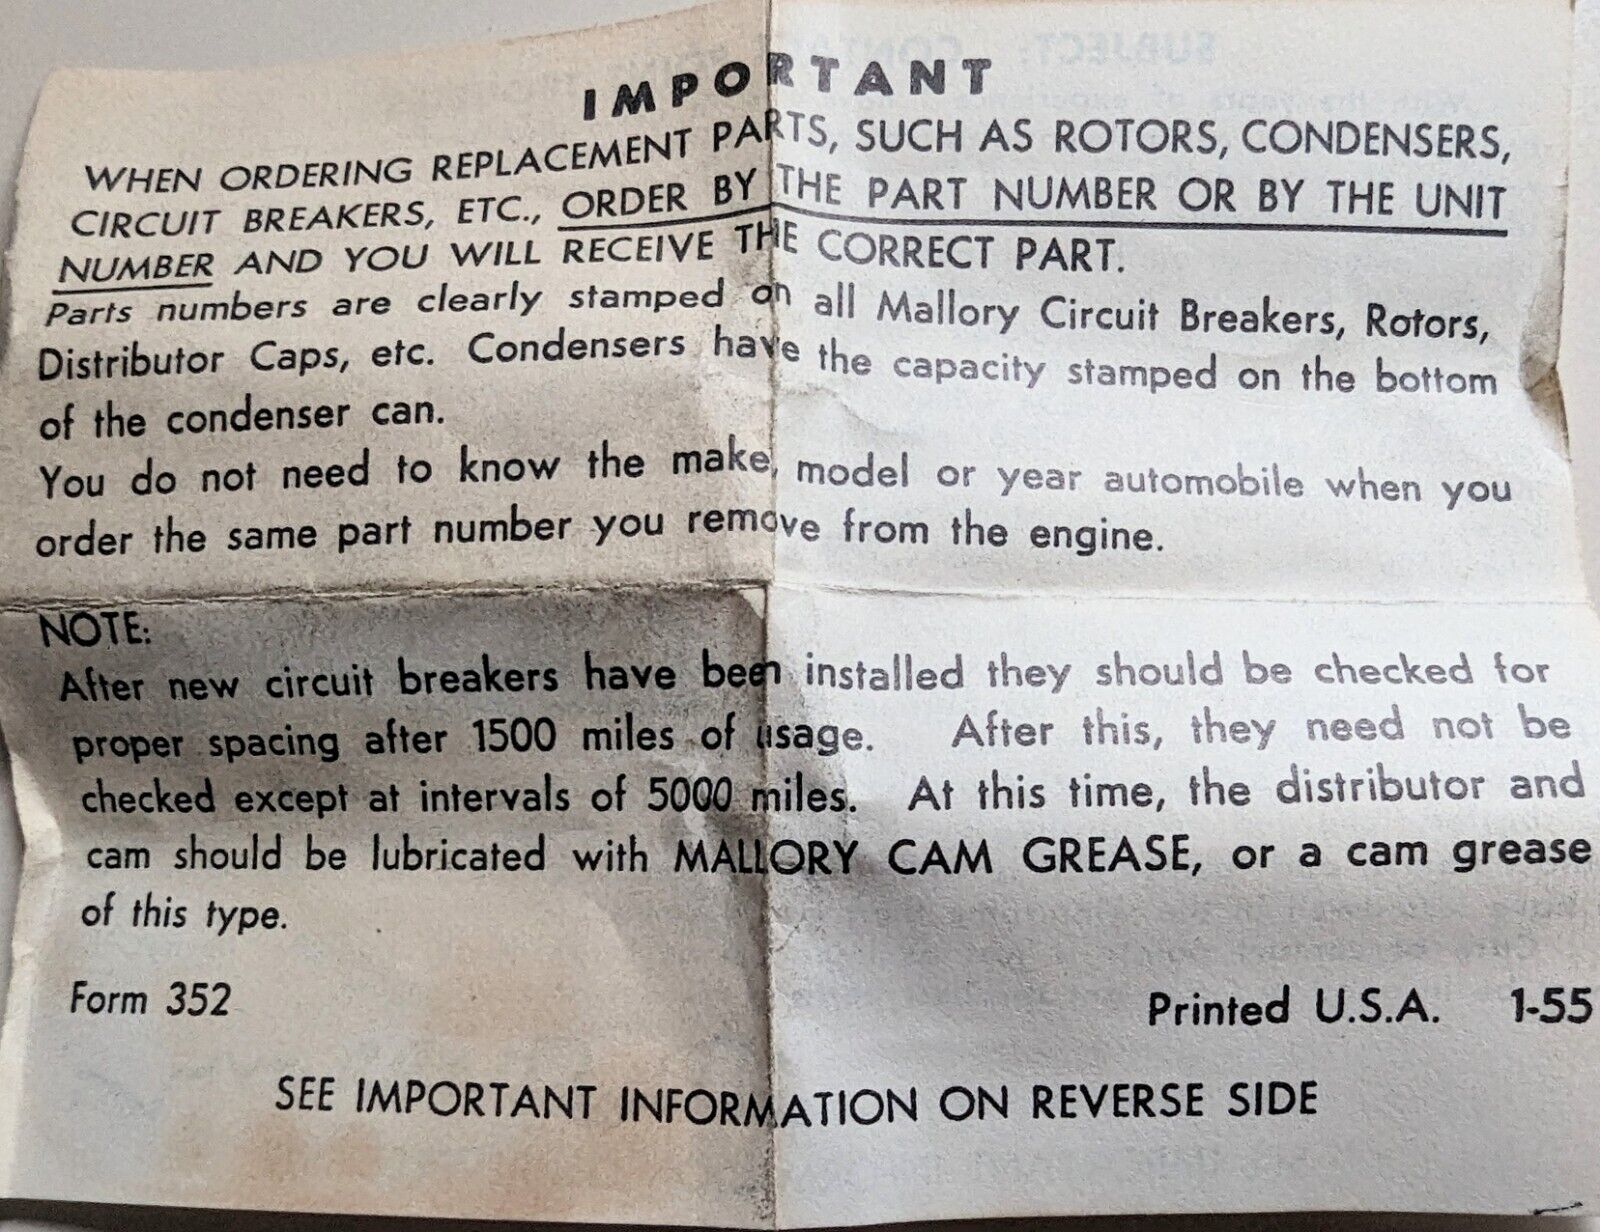 IMPORTANT
WHEN ORDERING REPLACEMENT PARTS, SUCH AS ROTORS, CONDENSERS,
CIRCUIT BREAKERS, ETC., ORDER BY THE PART NUMBER OR BY THE UNIT
NUMBER AND YOU WILL RECEIVE THE CORRECT PART.
Parts numbers are clearly stamped on all Mallory Circuit Breakers, Rotors,
Distributor Caps, etc. Condensers have the capacity stamped on the bottom
of the condenser can.
You do not need to know the make, model or year automobile when you
order the same part number you remove from the engine.
NOTE:
After new circuit breakers have been installed they should be checked for
proper spacing after 1500 miles of usage. After this, they need not be
checked except at intervals of 5000 miles. At this time, the distributor and
cam should be lubricated with MALLORY CAM GREASE, or a cam grease
of this type.
Form 352
Printed U.S.A. 1-55
SEE IMPORTANT INFORMATION ON REVERSE SIDE